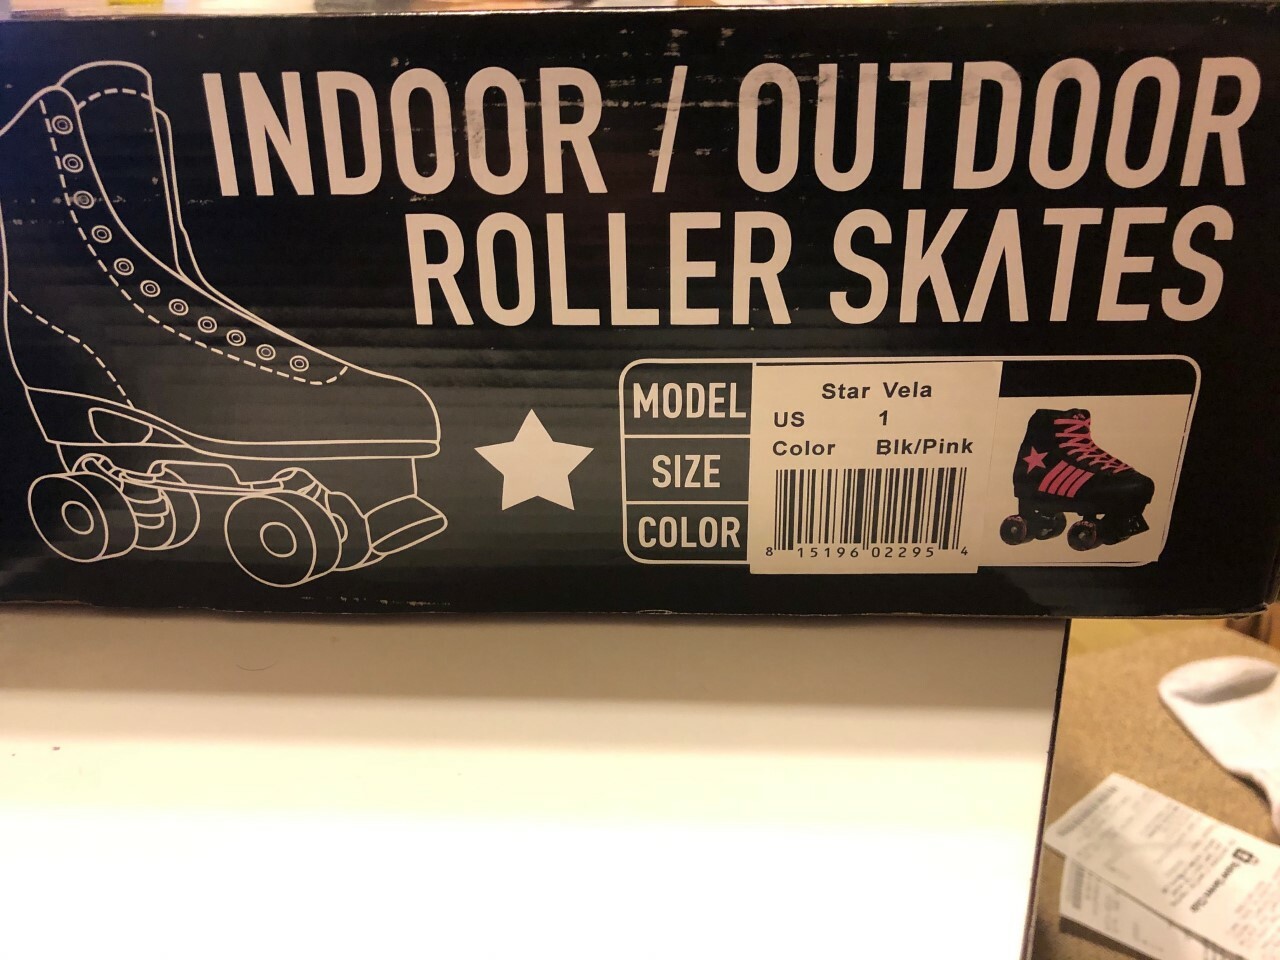 INDOOR / OUTDOOR
ROLLER SKATES
MODEL Star Vela
SIZE US 1
COLOR Color Blk/Pink
8 15196 02295 4